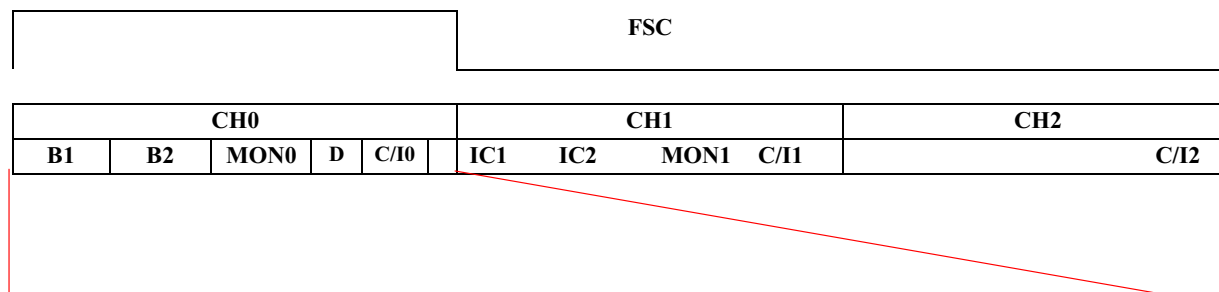 FSC
CH0 CH1 CH2
B1 B2 MON0 D C/I0 IC1 IC2 MON1 C/I1 C/I2